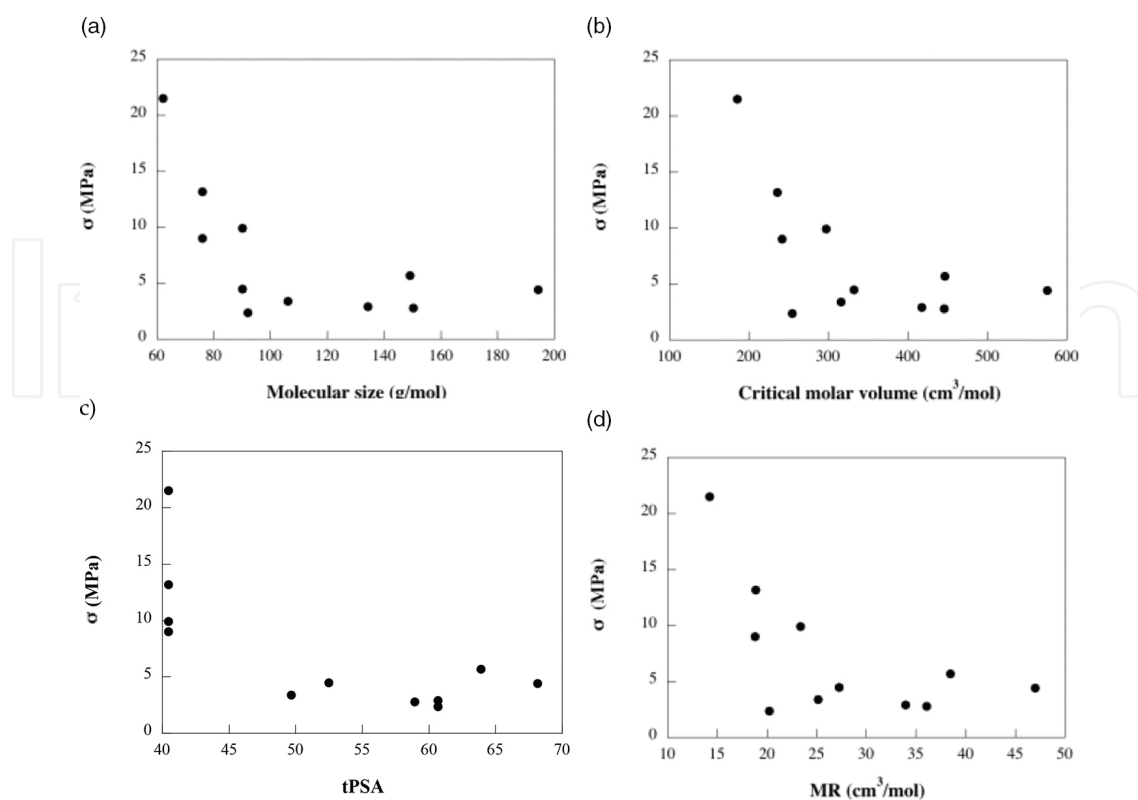 (a)
25
20
15
10
5
0
σ (MPa)
60 80 100 120 140 160 180 200
Molecular size (g/mol)
(b)
25
20
15
10
5
0
σ (MPa)
100 200 300 400 500 600
Critical molar volume (cm³/mol)
c)
25
20
15
10
5
0
σ (MPa)
40 45 50 55 60 65 70
tPSA
(d)
25
20
15
10
5
0
σ (MPa)
10 15 20 25 30 35 40 45 50
MR (cm³/mol)